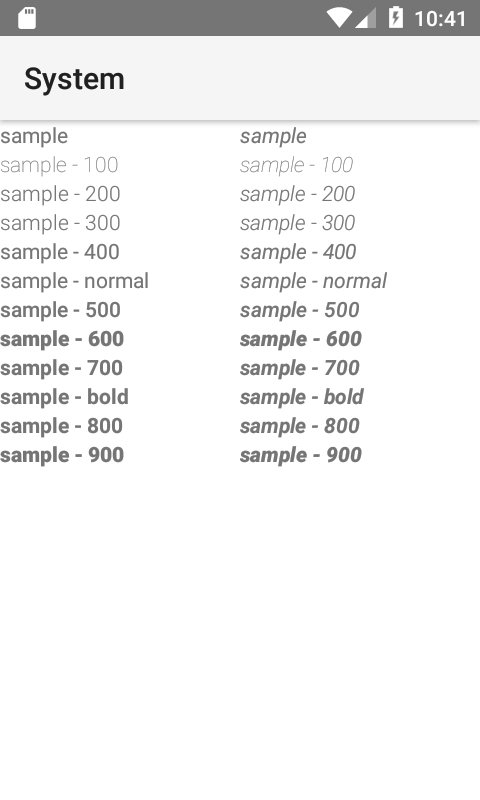 10:41
System
sample sample
sample - 100 sample - 100
sample - 200 sample - 200
sample - 300 sample - 300
sample - 400 sample - 400
sample - normal sample - normal
sample - 500 sample - 500
sample - 600 sample - 600
sample - 700 sample - 700
sample - bold sample - bold
sample - 800 sample - 800
sample - 900 sample - 900